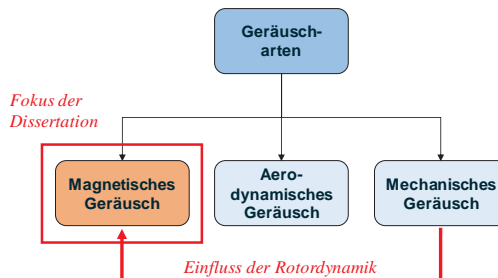 Geräusch-
arten
Fokus der
Dissertation
Magnetisches
Geräusch
Aero-
dynamisches
Geräusch
Mechanisches
Geräusch
Einfluss der Rotordynamik